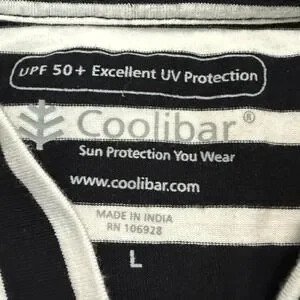 UPF 50+ Excellent UV Protection
Coolibar®
Sun Protection You Wear
www.coolibar.com
MADE IN INDIA
RN 106928
L